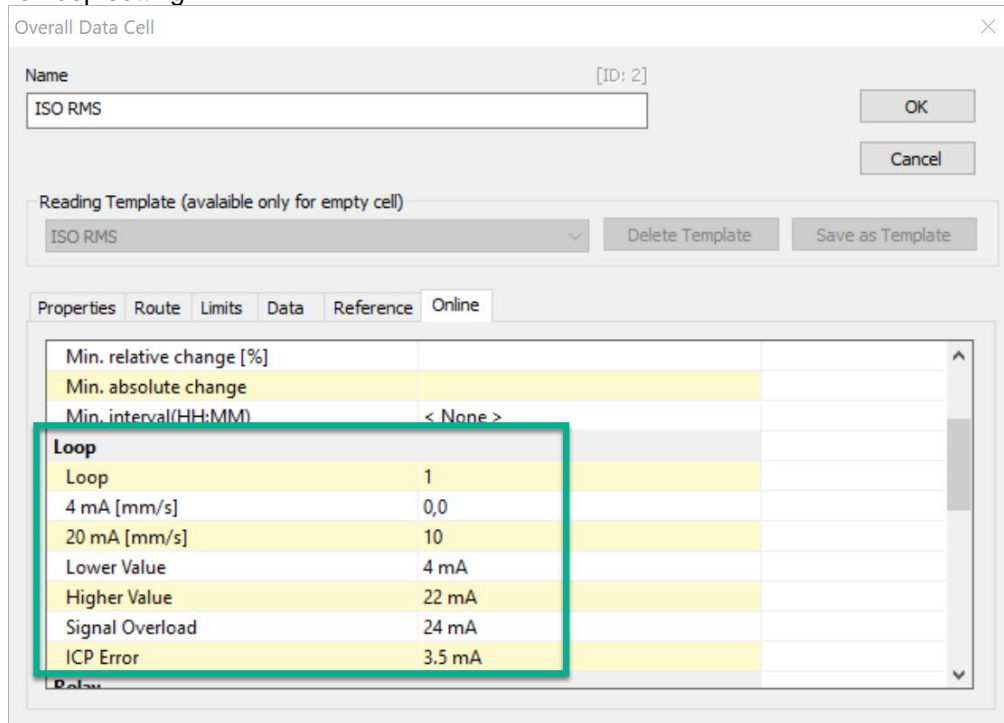 Overall Data Cell
Name [ID: 2]
ISO RMS
OK
Cancel
Reading Template (avalaible only for empty cell)
ISO RMS
Delete Template
Save as Template
Properties Route Limits Data Reference Online
Min. relative change [%]
Min. absolute change
Min. interval(HH:MM) < None >
Loop
Loop 1
4 mA [mm/s] 0,0
20 mA [mm/s] 10
Lower Value 4 mA
Higher Value 22 mA
Signal Overload 24 mA
ICP Error 3.5 mA
Relay